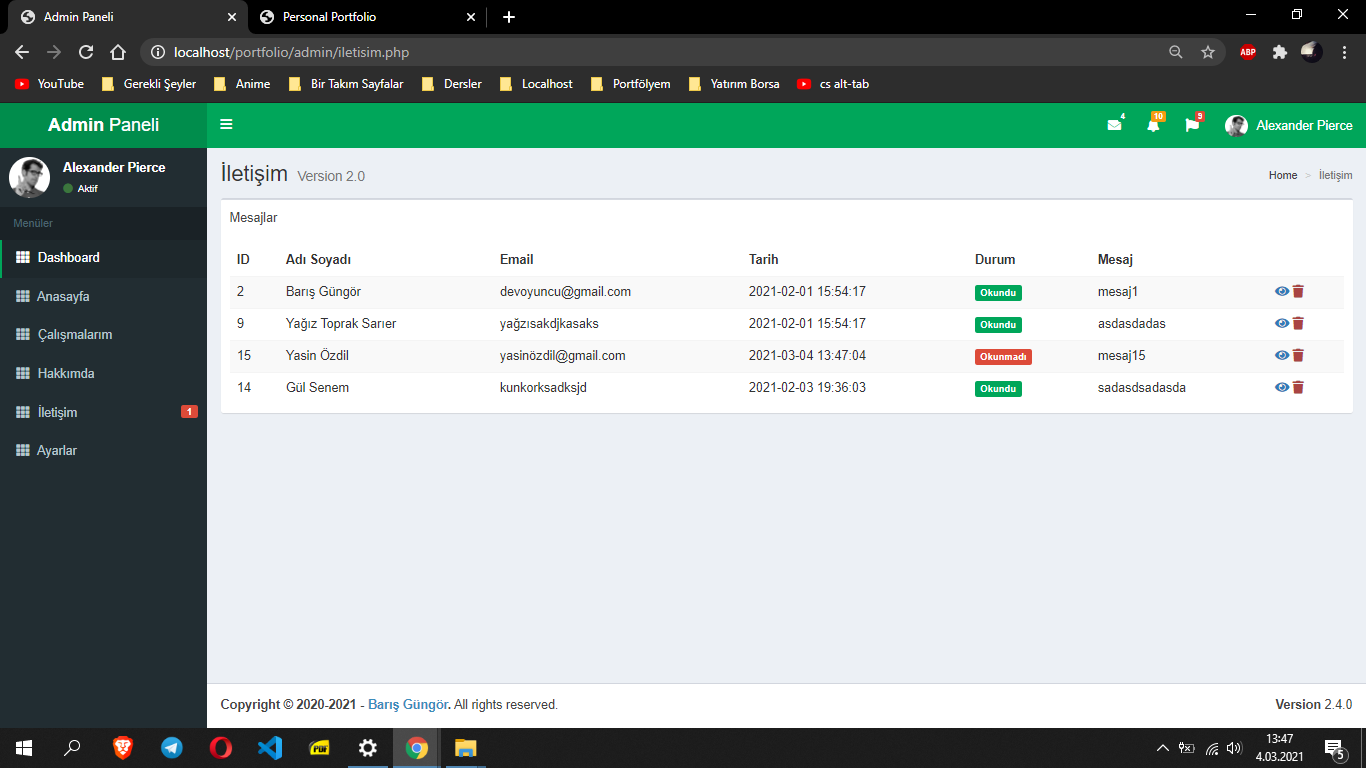 Admin Paneli
Personal Portfolio
localhost/portfolio/admin/iletisim.php
ABP
YouTube Gerekli Şeyler Anime Bir Takım Sayfalar Dersler Localhost Portfölyem Yatırım Borsa cs alt-tab
Admin Paneli
4 10 9 Alexander Pierce
Alexander Pierce
Aktif
Menüler
Dashboard
Anasayfa
Çalışmalarım
Hakkımda
İletişim 1
Ayarlar
İletişim Version 2.0
Home > İletişim
Mesajlar
ID Adı Soyadı Email Tarih Durum Mesaj
2 Barış Güngör devoyuncu@gmail.com 2021-02-01 15:54:17 Okundu mesaj1
9 Yağız Toprak Sarıer yağzısakdjkasaks 2021-02-01 15:54:17 Okundu asdasdadas
15 Yasin Özdil yasinözdil@gmail.com 2021-03-04 13:47:04 Okunmadı mesaj15
14 Gül Senem kunkorksadksjd 2021-02-03 19:36:03 Okundu sadasdsadasda
Copyright © 2020-2021 - Barış Güngör. All rights reserved.
Version 2.4.0
PDF
13:47
4.03.2021
5